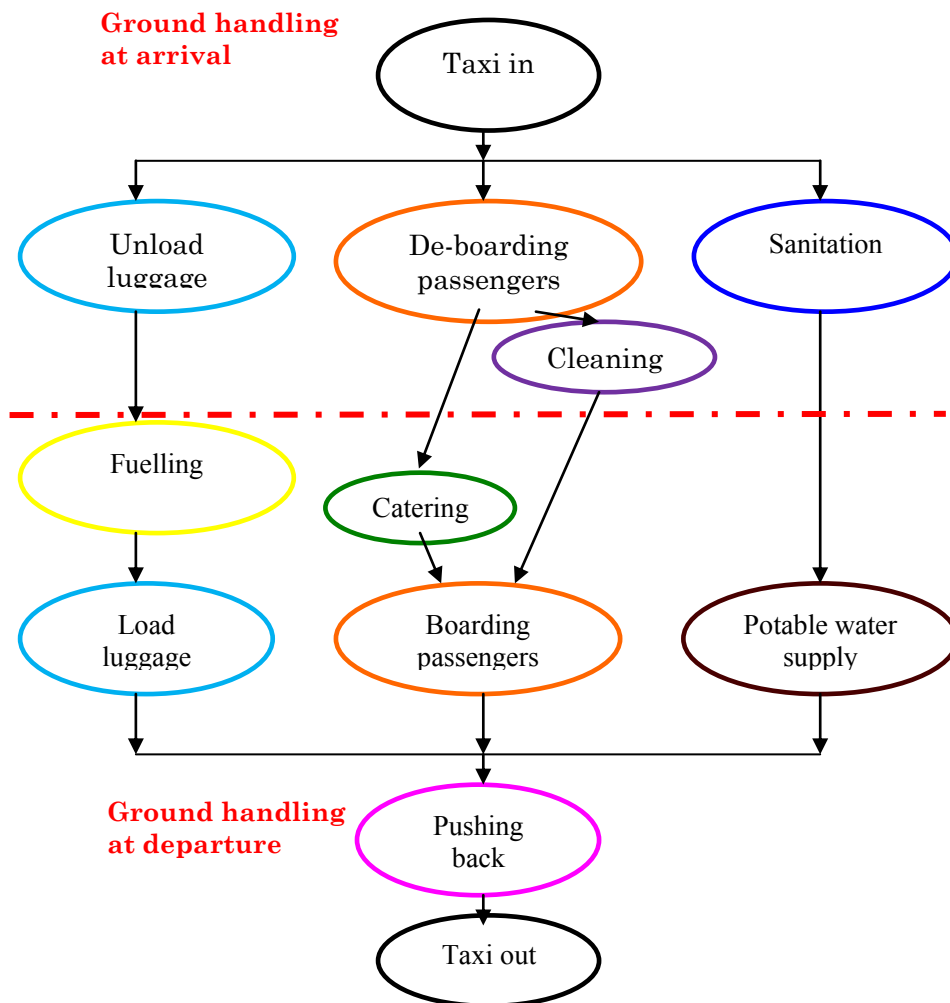 Ground handling
at arrival
Taxi in
Unload
luggage
De-boarding
passengers
Sanitation
Cleaning
Fuelling
Catering
Load
luggage
Boarding
passengers
Potable water
supply
Ground handling
at departure
Pushing
back
Taxi out